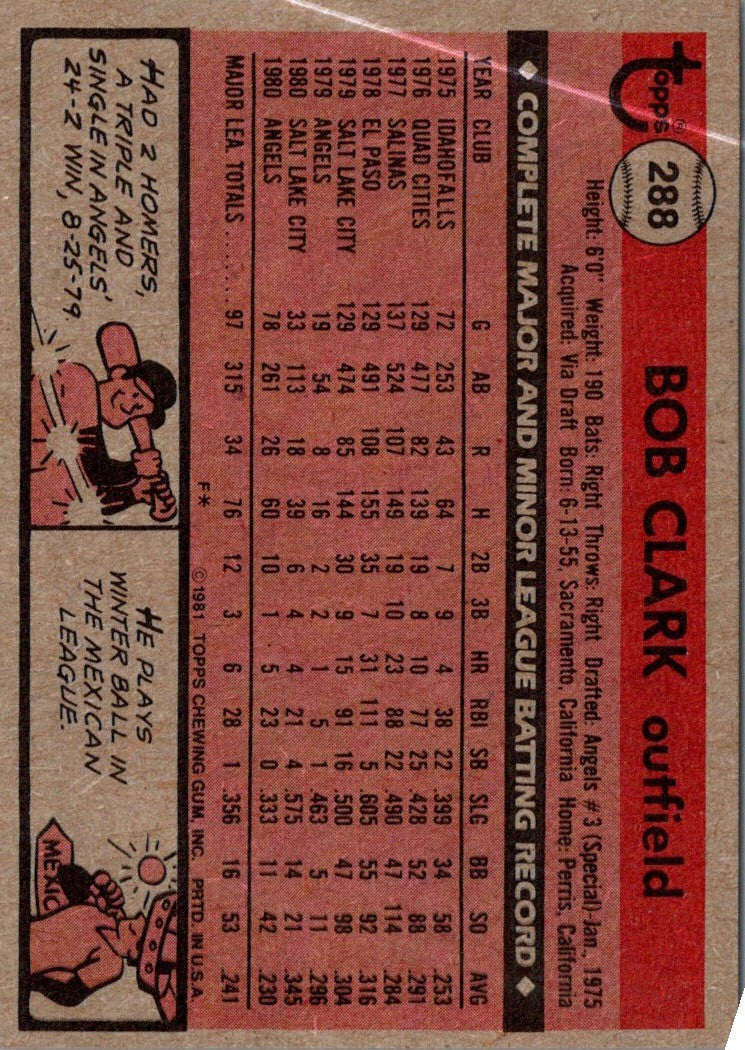 topps®
288
BOB CLARK outfield
Height: 6'0" Weight: 190 Bats: Right Throws: Right Drafted: Angels #3 (Special)-Jan., 1975
Acquired: Via Draft Born: 6-13-55, Sacramento, California Home: Perris, California
◆ COMPLETE MAJOR AND MINOR LEAGUE BATTING RECORD ◆
YEAR CLUB G AB R H 2B 3B HR RBI SB SLG BB SO AVG
1975 IDAHOFALLS 72 253 43 64 7 9 4 38 22 .399 34 58 .253
1976 QUAD CITIES 129 477 82 139 19 8 10 77 25 .428 52 88 .291
1977 SALINAS 137 524 107 149 19 10 23 88 22 .490 47 114 .284
1978 EL PASO 129 491 108 155 35 7 31 111 5 .605 55 92 .316
1979 SALT LAKE CITY 129 474 85 144 30 9 15 91 16 .500 47 98 .304
1979 ANGELS 19 54 8 16 2 2 1 5 1 .463 5 11 .296
1980 SALT LAKE CITY 33 113 18 39 6 4 4 21 4 .575 14 21 .345
1980 ANGELS 78 261 26 60 10 1 5 23 0 .333 11 42 .230
MAJOR LEA. TOTALS ........ 97 315 34 76 12 3 6 28 1 .356 16 53 .241
F* © 1981 TOPPS CHEWING GUM, INC. PRTD. IN U.S.A.
HAD 2 HOMERS,
A TRIPLE AND
SINGLE IN ANGELS'
24-2 WIN, 8-25-79.
HE PLAYS
WINTER BALL IN
THE MEXICAN
LEAGUE.
MEXIC